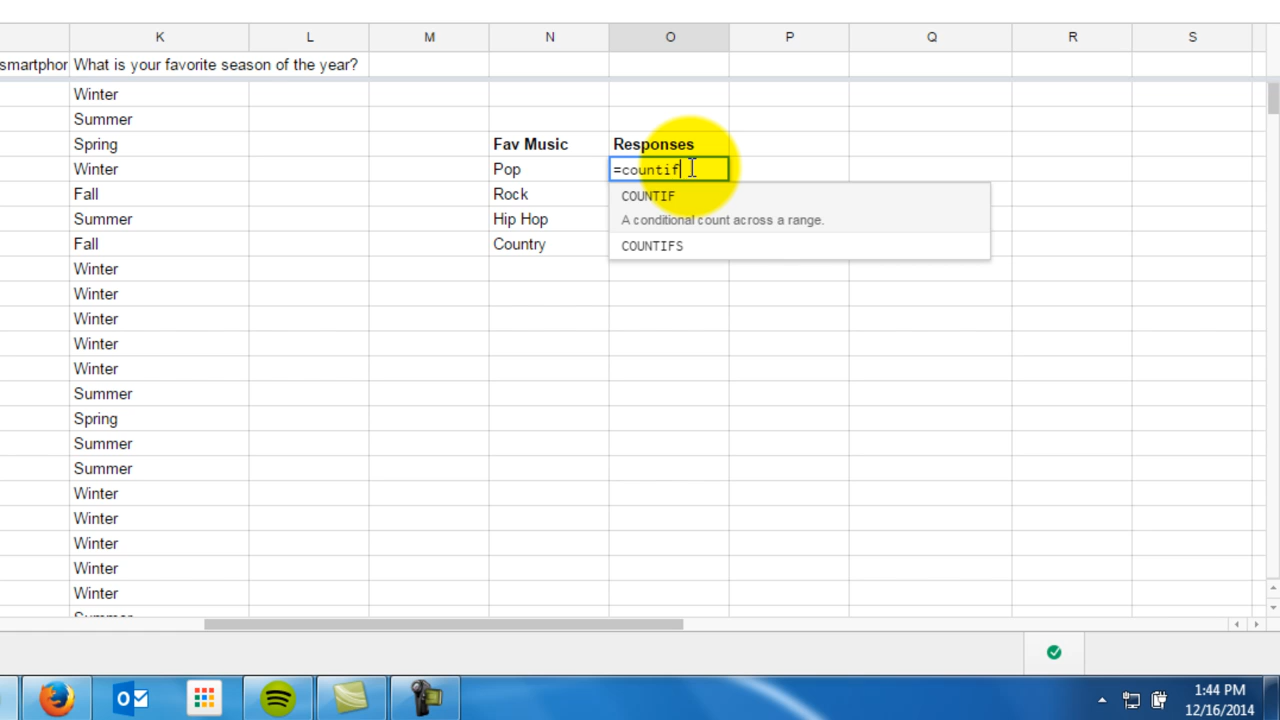 K L M N O P Q R S
smartphor What is your favorite season of the year?
Winter
Summer
Spring Fav Music Responses
Winter Pop =countif
Fall Rock COUNTIF
Summer Hip Hop A conditional count across a range.
Fall Country COUNTIFS
Winter
Winter
Winter
Winter
Winter
Summer
Spring
Summer
Summer
Winter
Winter
Winter
Winter
Winter
Summer
1:44 PM
12/16/2014